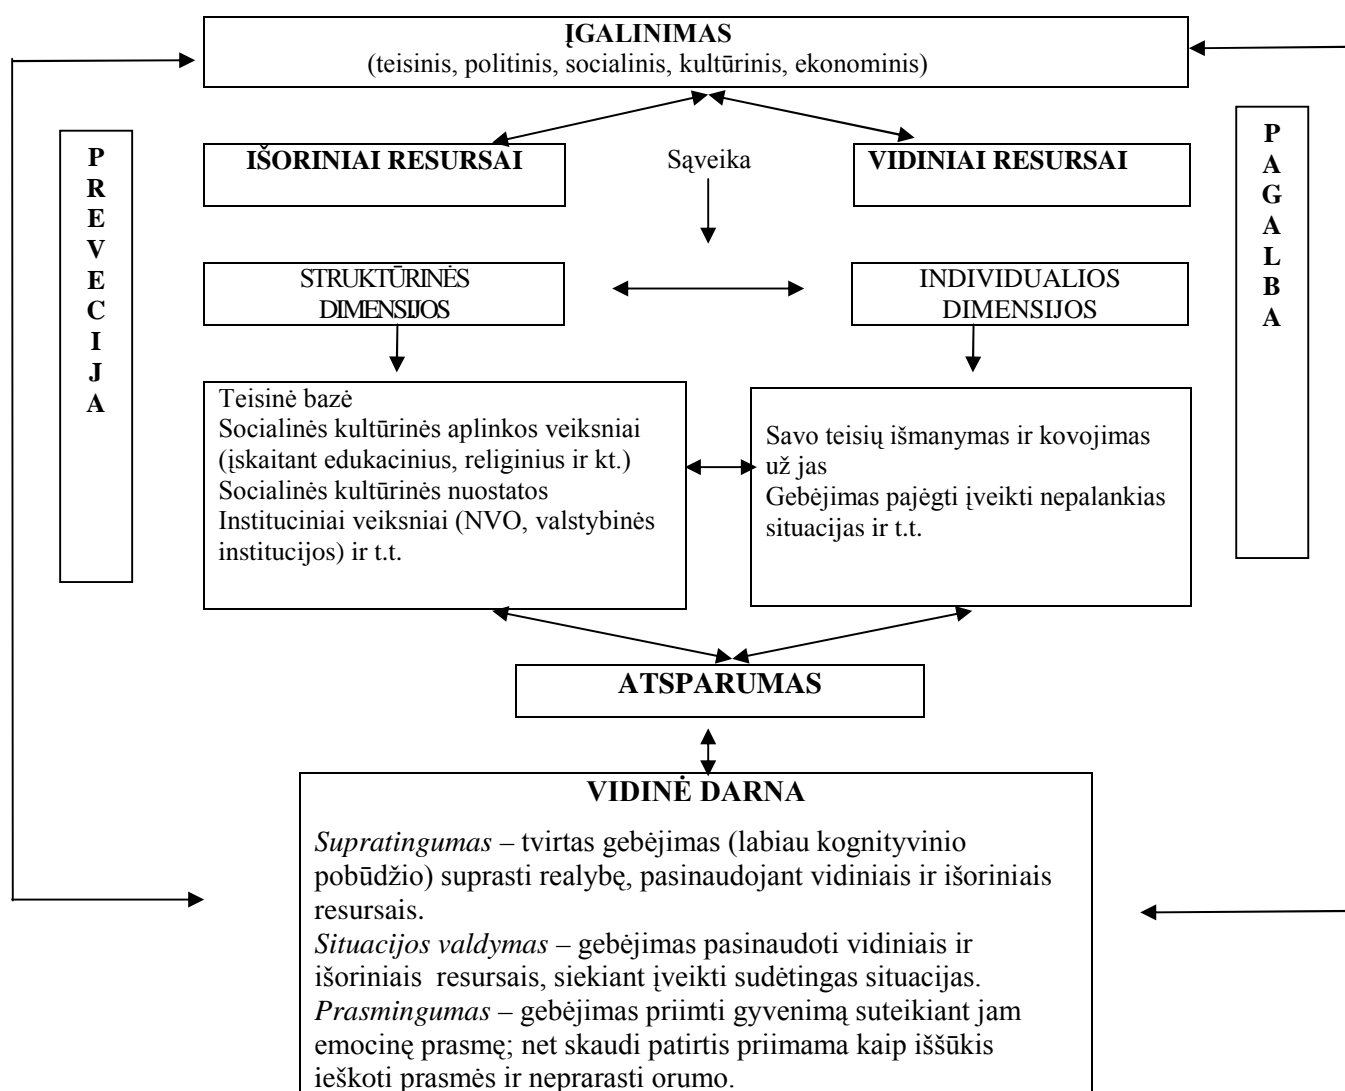 ĮGALINIMAS
(teisinis, politinis, socialinis, kultūrinis, ekonominis)
PREVECIJA
IŠORINIAI RESURSAI
Sąveika
VIDINIAI RESURSAI
PAGALBA
STRUKTŪRINĖS
DIMENSIJOS
INDIVIDUALIOS
DIMENSIJOS
Teisinė bazė
Socialinės kultūrinės aplinkos veiksniai
(įskaitant edukacinius, religinius ir kt.)
Socialinės kultūrinės nuostatos
Instituciniai veiksniai (NVO, valstybinės
institucijos) ir t.t.
Savo teisių išmanymas ir kovojimas
už jas
Gebėjimas pajėgti įveikti nepalankias
situacijas ir t.t.
ATSPARUMAS
VIDINĖ DARNA
Supratingumas – tvirtas gebėjimas (labiau kognityvinio
pobūdžio) suprasti realybę, pasinaudojant vidiniais ir išoriniais
resursais.
Situacijos valdymas – gebėjimas pasinaudoti vidiniais ir
išoriniais resursais, siekiant įveikti sudėtingas situacijas.
Prasmingumas – gebėjimas priimti gyvenimą suteikiant jam
emocinę prasmę; net skaudi patirtis priimama kaip iššūkis
ieškoti prasmės ir neprarasti orumo.